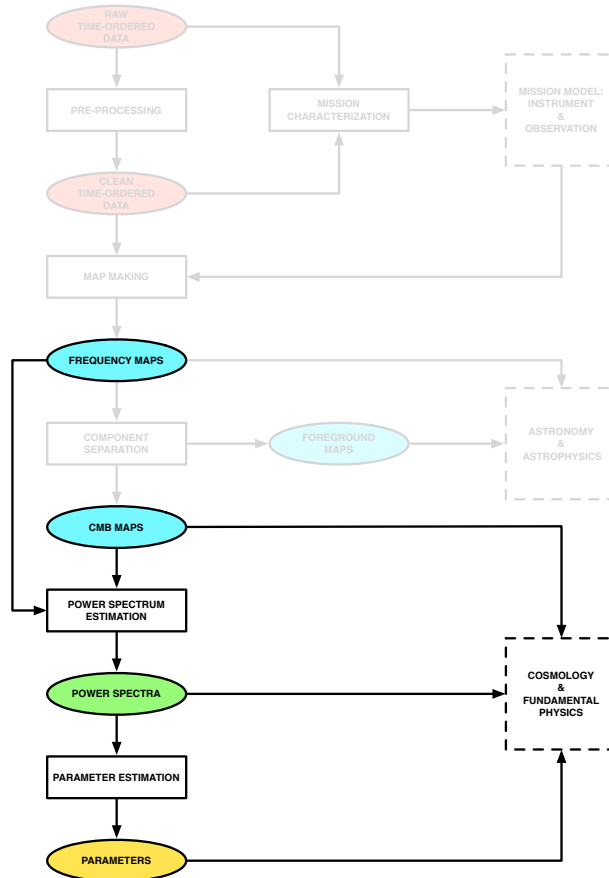 RAW
TIME-ORDERED
DATA
PRE-PROCESSING
MISSION
CHARACTERIZATION
MISSION MODEL:
INSTRUMENT
&
OBSERVATION
CLEAN
TIME-ORDERED
DATA
MAP MAKING
FREQUENCY MAPS
COMPONENT
SEPARATION
FOREGROUND
MAPS
ASTRONOMY
&
ASTROPHYSICS
CMB MAPS
POWER SPECTRUM
ESTIMATION
POWER SPECTRA
COSMOLOGY
&
FUNDAMENTAL
PHYSICS
PARAMETER ESTIMATION
PARAMETERS